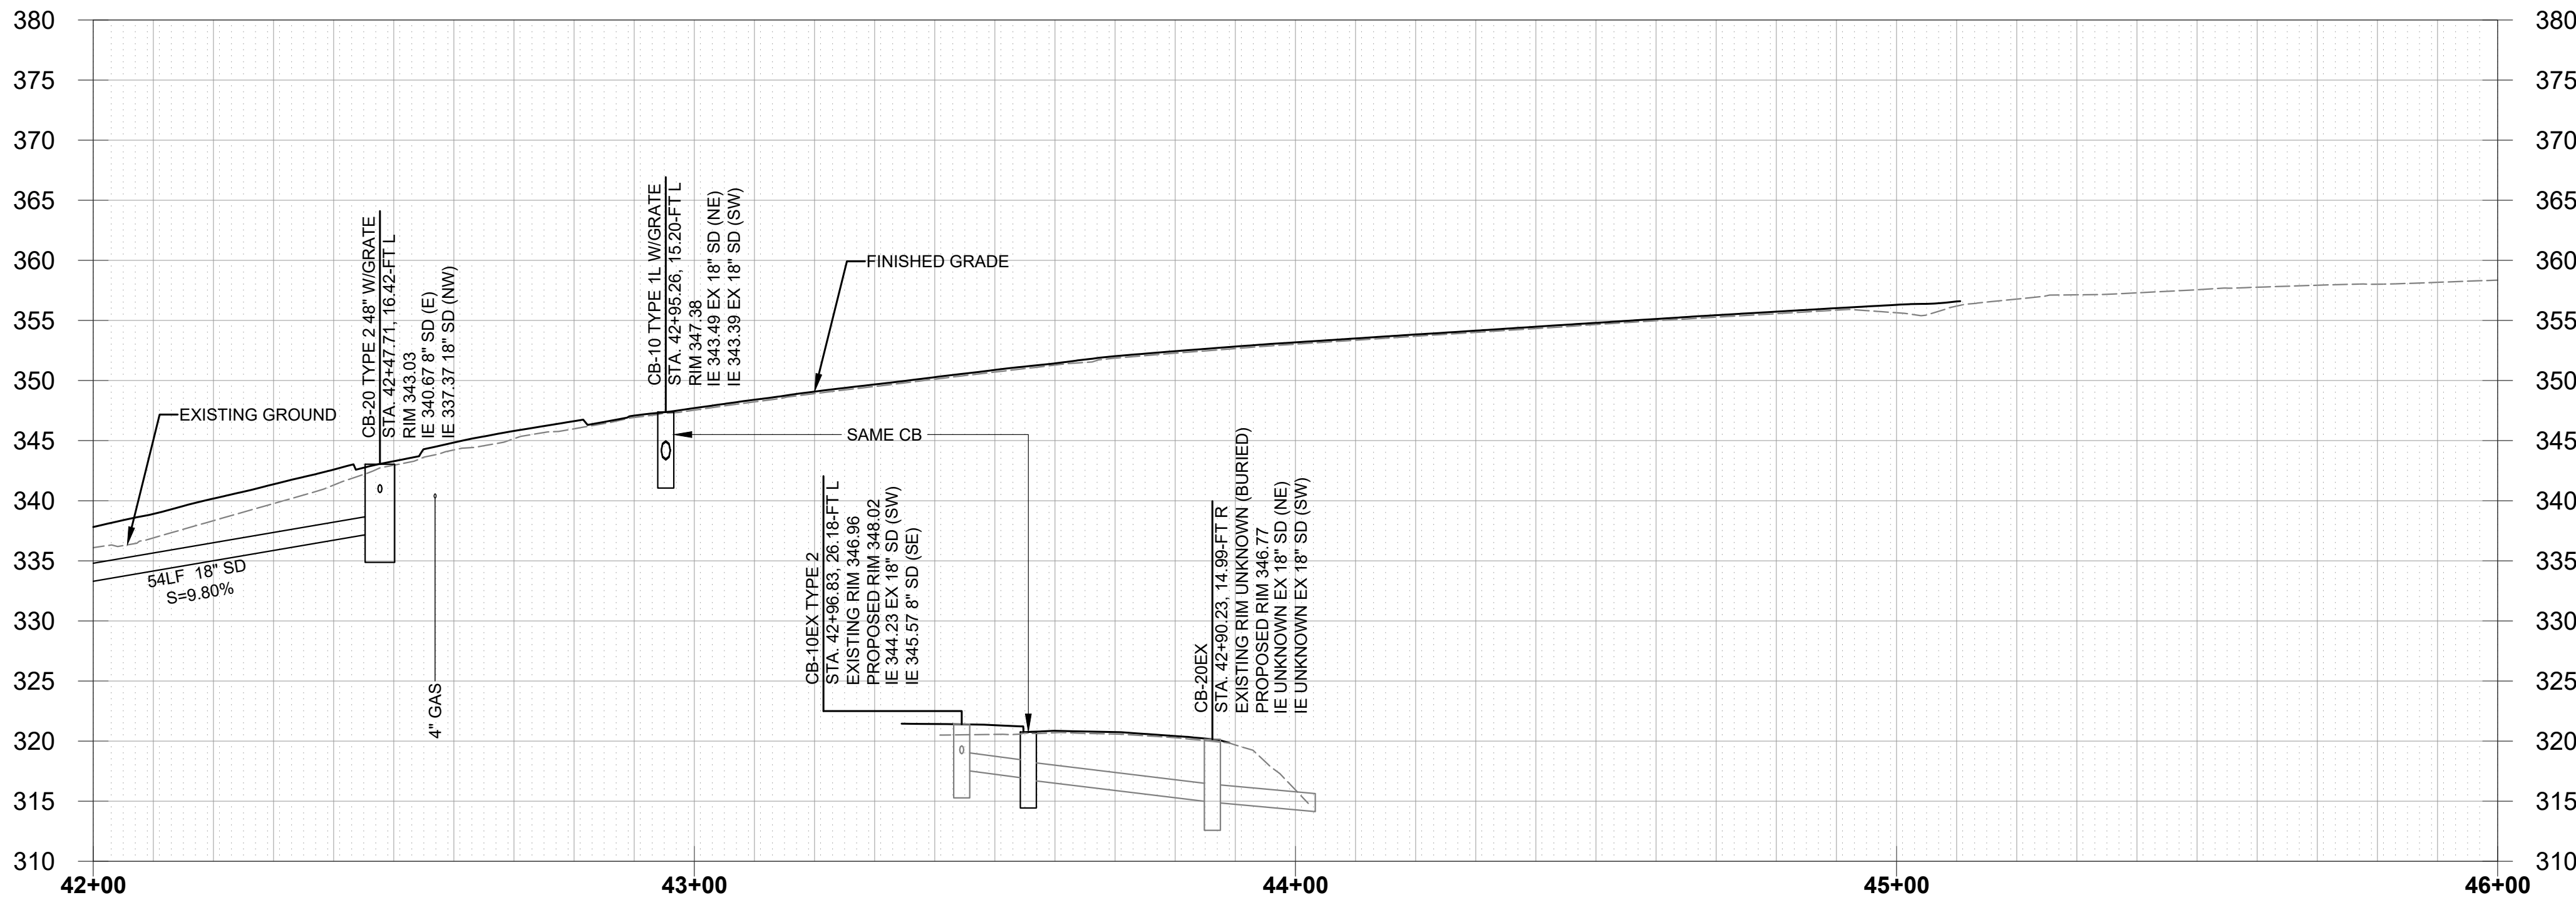 380
375
370
365
360
355
350
345
340
335
330
325
320
315
310
380
375
370
365
360
355
350
345
340
335
330
325
320
315
310
42+00
43+00
44+00
45+00
46+00
EXISTING GROUND
54LF 18" SD
S=9.80%
CB-20 TYPE 2 48" W/GRATE
STA. 42+47.71, 16.42-FT L
RIM 343.03
IE 340.67 8" SD (E)
IE 337.37 18" SD (NW)
4" GAS
CB-10 TYPE 1L W/GRATE
STA. 42+95.26, 15.20-FT L
RIM 347.38
IE 343.49 EX 18" SD (NE)
IE 343.39 EX 18" SD (SW)
FINISHED GRADE
SAME CB
CB-10EX TYPE 2
STA. 42+96.83, 26.18-FT L
EXISTING RIM 346.96
PROPOSED RIM 348.02
IE 344.23 EX 18" SD (SW)
IE 345.57 8" SD (SE)
CB-20EX
STA. 42+90.23, 14.99-FT R
EXISTING RIM UNKNOWN (BURIED)
PROPOSED RIM 346.77
IE UNKNOWN EX 18" SD (NE)
IE UNKNOWN EX 18" SD (SW)